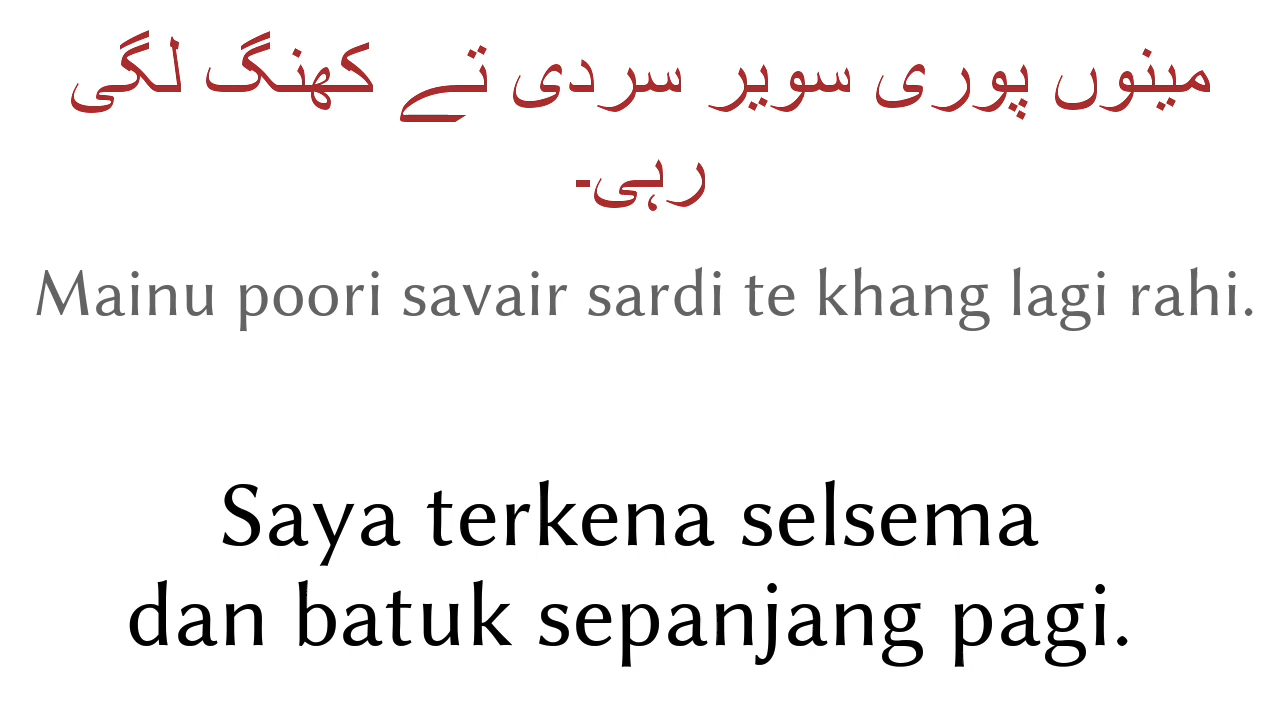 مینوں پوری سویر سردی تے کھنگ لگی
رہی۔
Mainu poori savair sardi te khang lagi rahi.
Saya terkena selsema
dan batuk sepanjang pagi.